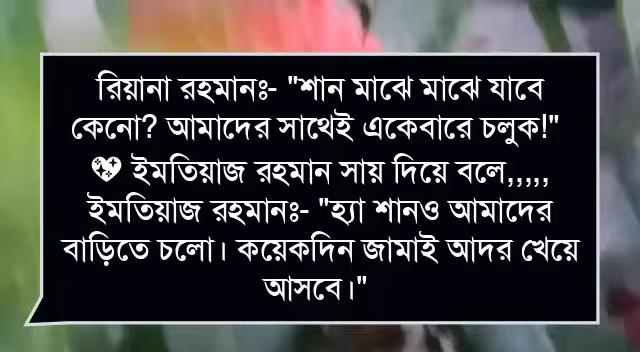 রিয়ানা রহমানঃ- "শান মাঝে মাঝে যাবে
কেনো? আমাদের সাথেই একেবারে চলুক!"
💖 ইমতিয়াজ রহমান সায় দিয়ে বলে,,,,,
ইমতিয়াজ রহমানঃ- "হ্যা শানও আমাদের
বাড়িতে চলো। কয়েকদিন জামাই আদর খেয়ে
আসবে।"